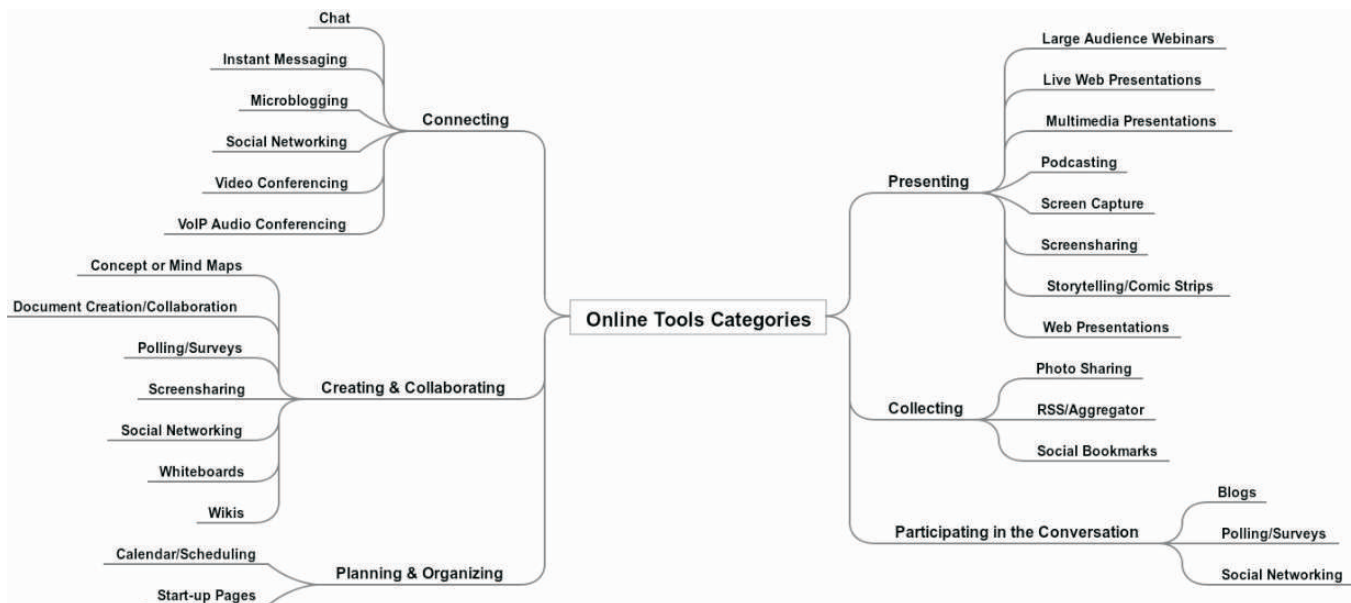 Online Tools Categories
Connecting
Chat
Instant Messaging
Microblogging
Social Networking
Video Conferencing
VoIP Audio Conferencing
Creating & Collaborating
Concept or Mind Maps
Document Creation/Collaboration
Polling/Surveys
Screensharing
Social Networking
Whiteboards
Wikis
Planning & Organizing
Calendar/Scheduling
Start-up Pages
Presenting
Large Audience Webinars
Live Web Presentations
Multimedia Presentations
Podcasting
Screen Capture
Screensharing
Storytelling/Comic Strips
Web Presentations
Collecting
Photo Sharing
RSS/Aggregator
Social Bookmarks
Participating in the Conversation
Blogs
Polling/Surveys
Social Networking